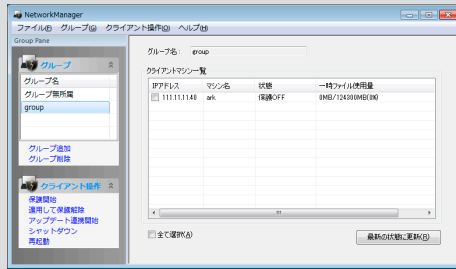 NetworkManager
ファイル(F) グループ(G) クライアント操作(O) ヘルプ(H)
Group Pane
グループ
グループ名
グループ無所属
group
グループ追加
グループ削除
クライアント操作
保護開始
適用して保護解除
アップデート連携開始
シャットダウン
再起動
グループ名: group
クライアントマシン一覧
IPアドレス マシン名 状態 一時ファイル使用量
111.11.11.40 ark 保護OFF 0MB/124300MB(0%)
全て選択(A)
最新の状態に更新(R)